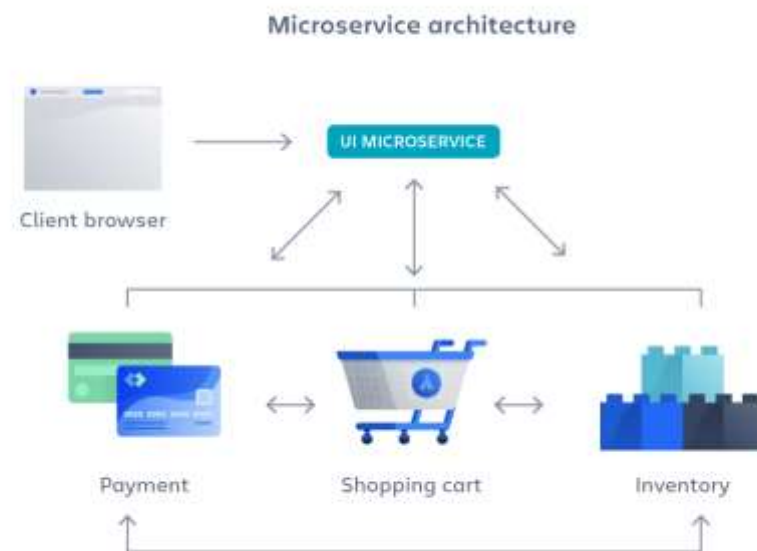 Microservice architecture
UI MICROSERVICE
Client browser
Payment
Shopping cart
Inventory